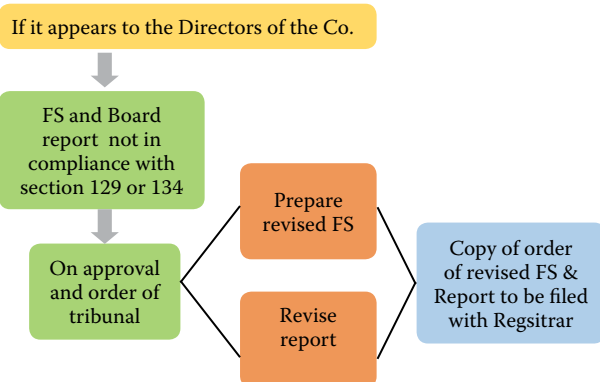 If it appears to the Directors of the Co.
FS and Board
report not in
compliance with
section 129 or 134
On approval
and order of
tribunal
Prepare
revised FS
Revise
report
Copy of order
of revised FS &
Report to be filed
with Regsitrar